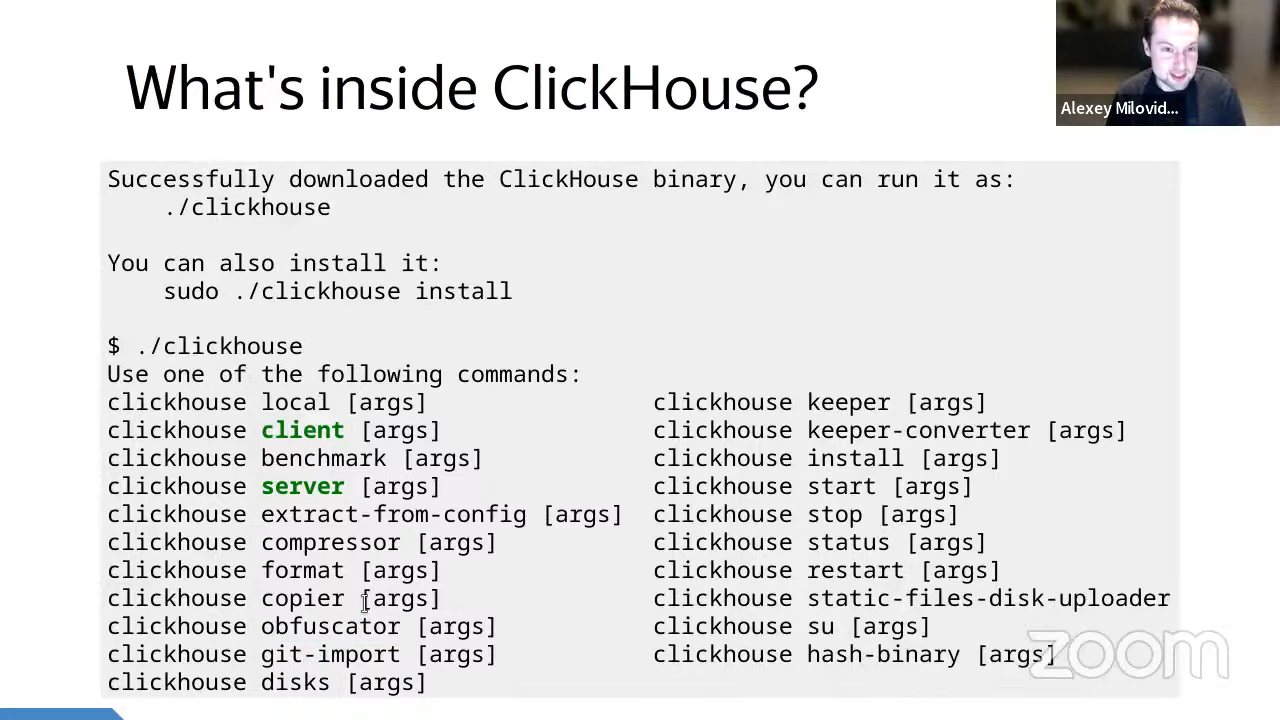 What's inside ClickHouse?
Alexey Milovid...
Successfully downloaded the ClickHouse binary, you can run it as:
    ./clickhouse
You can also install it:
    sudo ./clickhouse install
$ ./clickhouse
Use one of the following commands:
clickhouse local [args]                clickhouse keeper [args]
clickhouse client [args]               clickhouse keeper-converter [args]
clickhouse benchmark [args]            clickhouse install [args]
clickhouse server [args]               clickhouse start [args]
clickhouse extract-from-config [args]  clickhouse stop [args]
clickhouse compressor [args]           clickhouse status [args]
clickhouse format [args]               clickhouse restart [args]
clickhouse copier [args]               clickhouse static-files-disk-uploader
clickhouse obfuscator [args]           clickhouse su [args]
clickhouse git-import [args]           clickhouse hash-binary [args]
clickhouse disks [args]
zoom